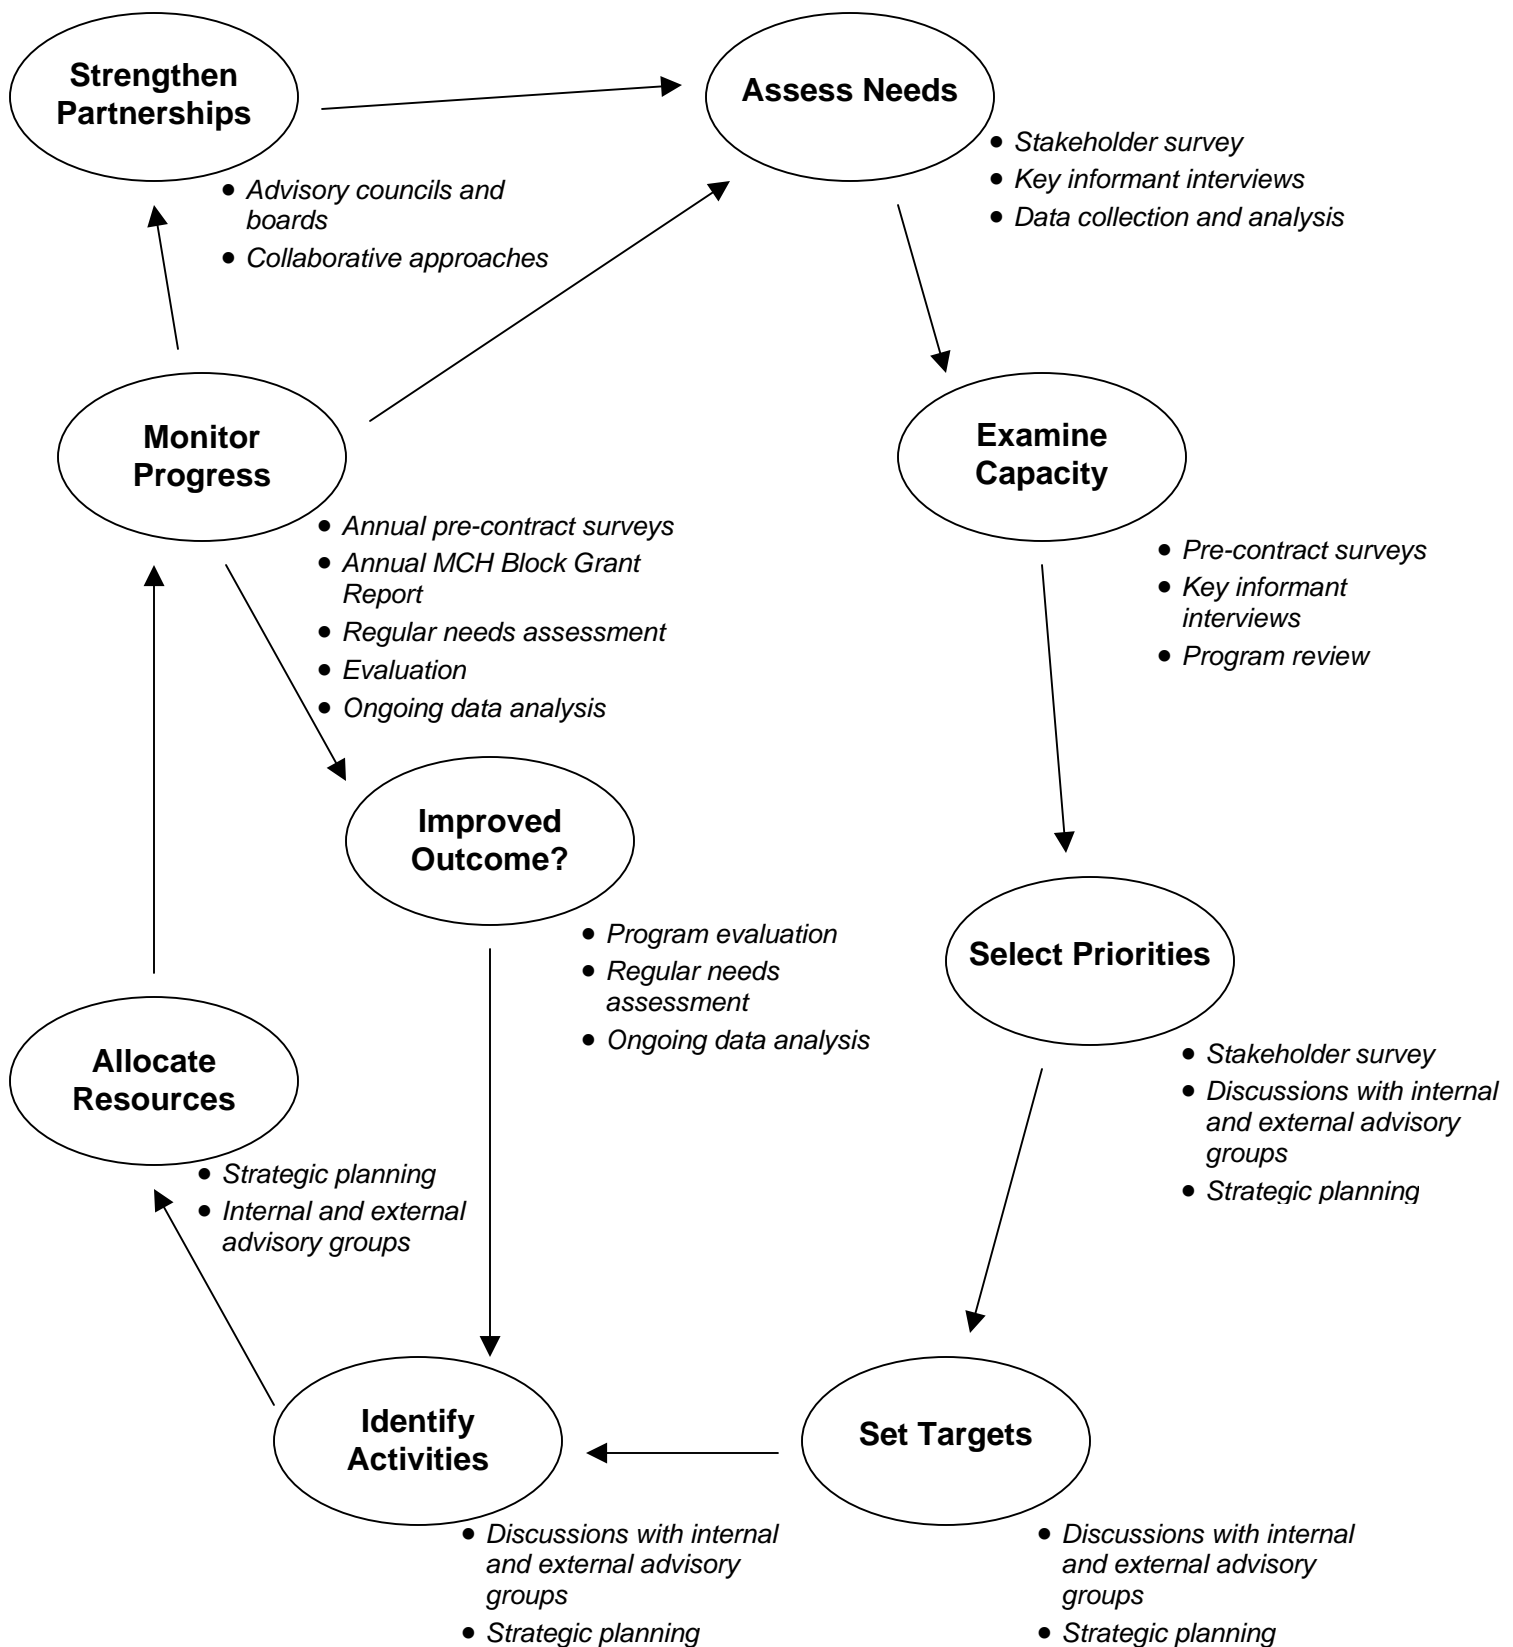 Strengthen
Partnerships
• Advisory councils and
boards
• Collaborative approaches
Assess Needs
• Stakeholder survey
• Key informant interviews
• Data collection and analysis
Examine
Capacity
• Pre-contract surveys
• Key informant
interviews
• Program review
Select Priorities
• Stakeholder survey
• Discussions with internal
and external advisory
groups
• Strategic planning
Set Targets
• Discussions with internal
and external advisory
groups
• Strategic planning
Identify
Activities
• Discussions with internal
and external advisory
groups
• Strategic planning
Allocate
Resources
• Strategic planning
• Internal and external
advisory groups
Monitor
Progress
• Annual pre-contract surveys
• Annual MCH Block Grant
Report
• Regular needs assessment
• Evaluation
• Ongoing data analysis
Improved
Outcome?
• Program evaluation
• Regular needs
assessment
• Ongoing data analysis